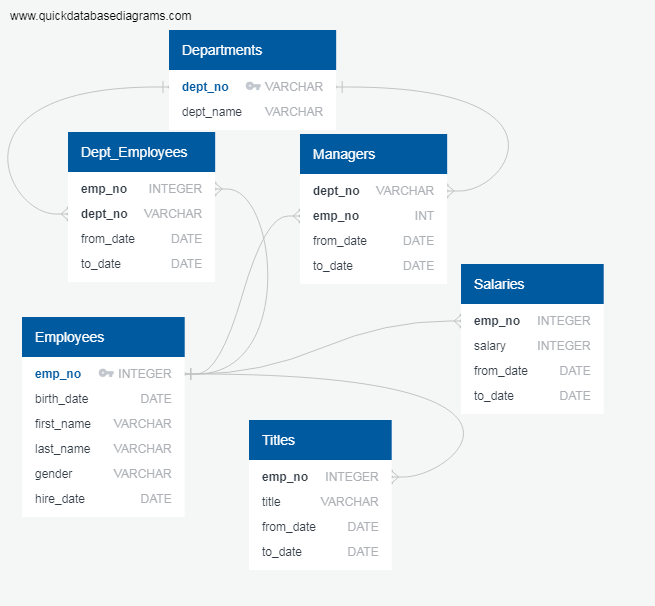 www.quickdatabasediagrams.com
Departments
dept_no VARCHAR
dept_name VARCHAR
Dept_Employees
emp_no INTEGER
dept_no VARCHAR
from_date DATE
to_date DATE
Managers
dept_no VARCHAR
emp_no INT
from_date DATE
to_date DATE
Salaries
emp_no INTEGER
salary INTEGER
from_date DATE
to_date DATE
Employees
emp_no INTEGER
birth_date DATE
first_name VARCHAR
last_name VARCHAR
gender VARCHAR
hire_date DATE
Titles
emp_no INTEGER
title VARCHAR
from_date DATE
to_date DATE